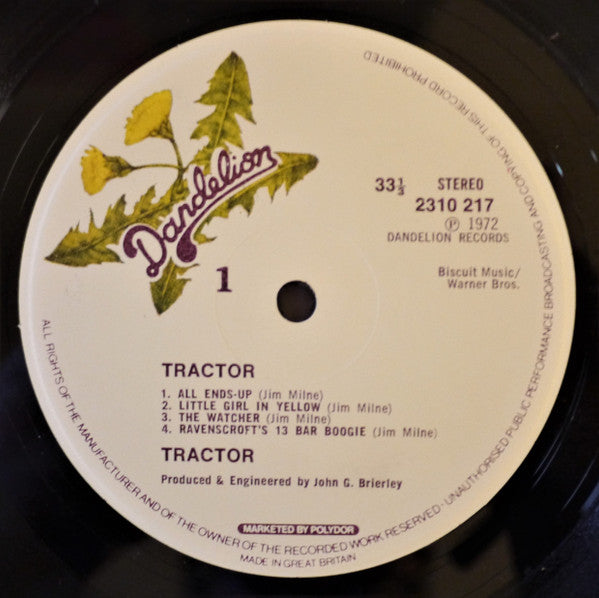 Dandelion
1
33⅓ STEREO
2310 217
Ⓟ 1972
DANDELION RECORDS
Biscuit Music/
Warner Bros.
TRACTOR
1. ALL ENDS-UP (Jim Milne)
2. LITTLE GIRL IN YELLOW (Jim Milne)
3. THE WATCHER (Jim Milne)
4. RAVENSCROFT'S 13 BAR BOOGIE (Jim Milne)
TRACTOR
Produced & Engineered by John G. Brierley
MARKETED BY POLYDOR
ALL RIGHTS OF THE MANUFACTURER AND OF THE OWNER OF THE RECORDED WORK RESERVED · UNAUTHORISED PUBLIC PERFORMANCE BROADCASTING AND COPYING OF THIS RECORD PROHIBITED
MADE IN GREAT BRITAIN